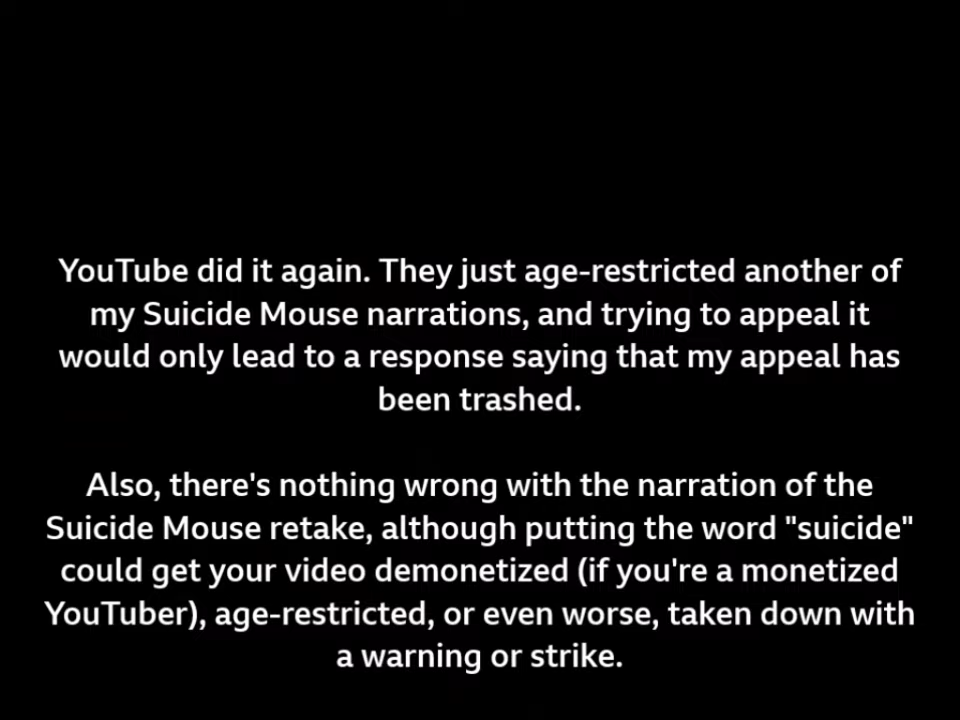 YouTube did it again. They just age-restricted another of
my Suicide Mouse narrations, and trying to appeal it
would only lead to a response saying that my appeal has
been trashed.
Also, there's nothing wrong with the narration of the
Suicide Mouse retake, although putting the word "suicide"
could get your video demonetized (if you're a monetized
YouTuber), age-restricted, or even worse, taken down with
a warning or strike.